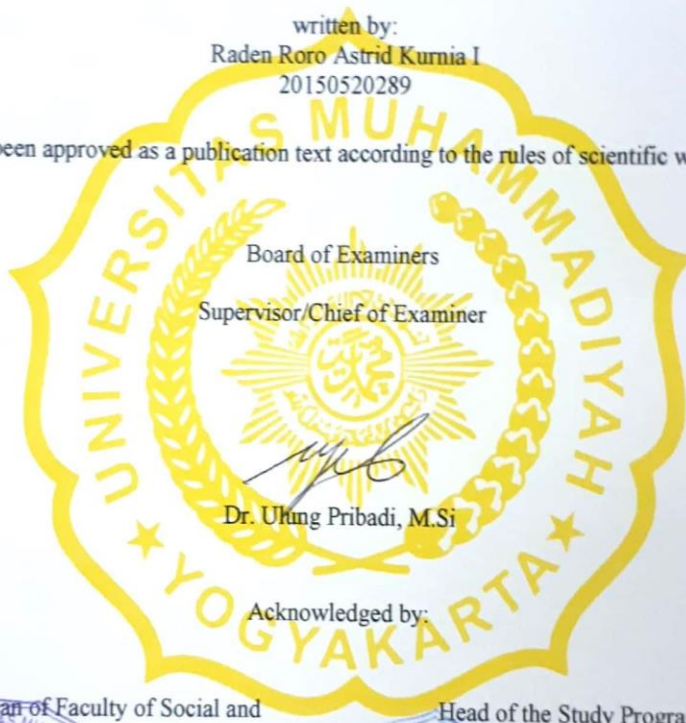 written by:
Raden Roro Astrid Kurnia I
20150520289
been approved as a publication text according to the rules of scientific
Board of Examiners
Supervisor/Chief of Examiner
Dr. Ulung Pribadi, M.Si
Acknowledged by:
of Faculty of Social and Head of the Study
UNIVERSITAS MUHAMMADIYAH
★ YOGYAKARTA ★